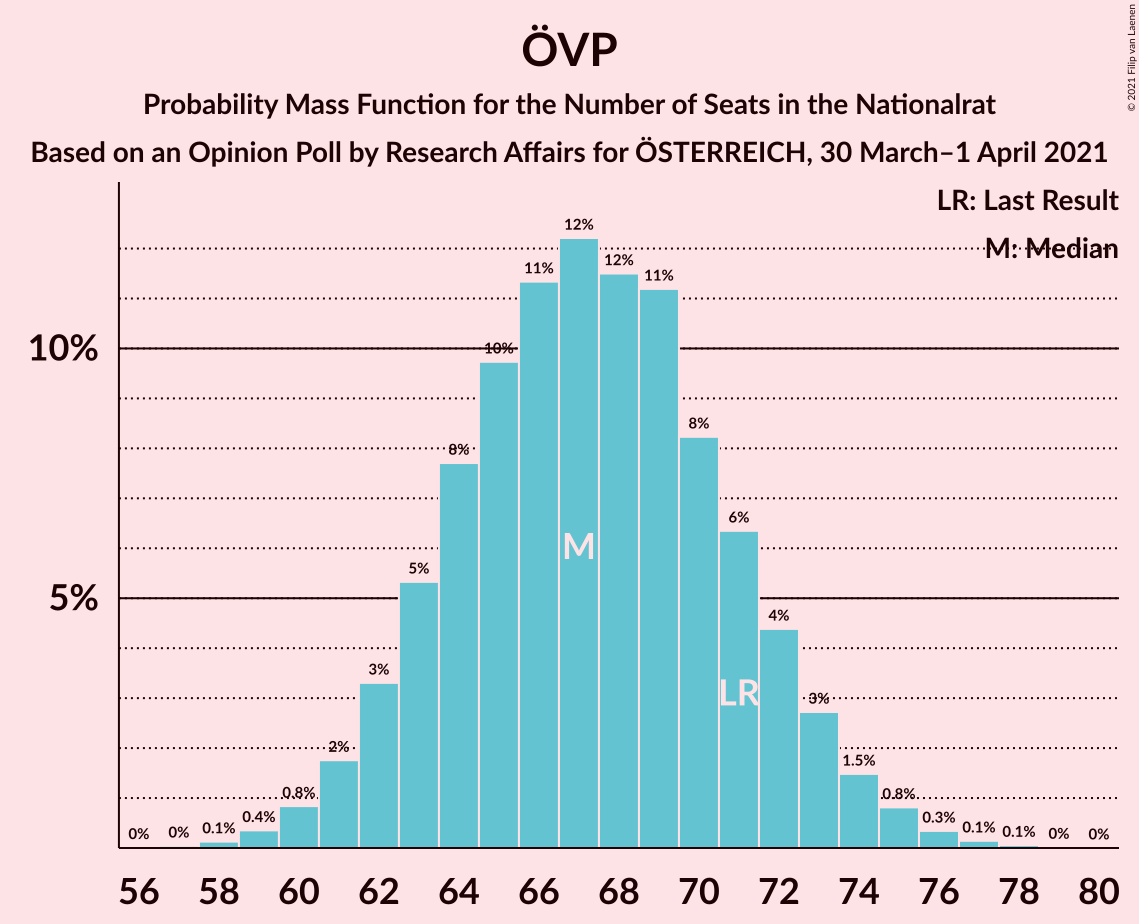 ÖVP
Probability Mass Function for the Number of Seats in the Nationalrat
Based on an Opinion Poll by Research Affairs for ÖSTERREICH, 30 March–1 April 2021
© 2021 Filip van Laenen
LR: Last Result
M: Median
10%
5%
0% 0% 0.1% 0.4% 0.8% 2% 3% 5% 8% 10% 11% 12% 12% 11% 8% 6% 4% 3% 1.5% 0.8% 0.3% 0.1% 0.1% 0% 0%
M
LR
56 58 60 62 64 66 68 70 72 74 76 78 80